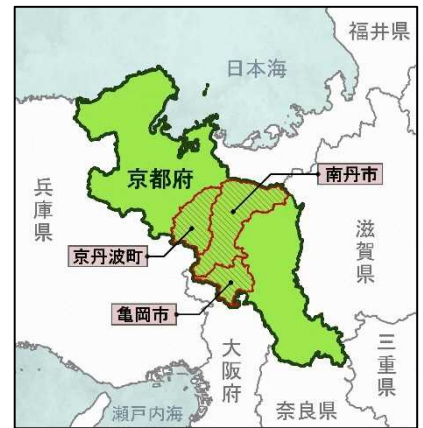 福井県
日本海
京都府
南丹市
兵庫県
滋賀県
京丹波町
亀岡市
大阪府
三重県
瀬戸内海
奈良県